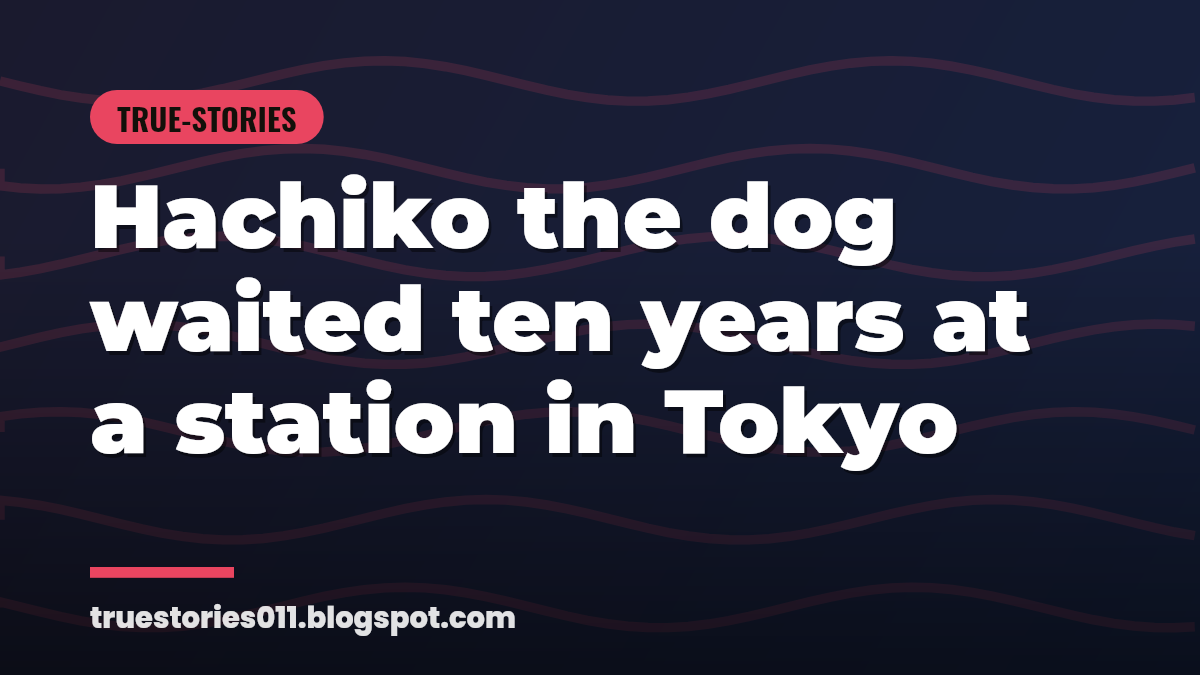 TRUE-STORIES
Hachiko the dog
waited ten years at
a station in Tokyo
truestories011.blogspot.com